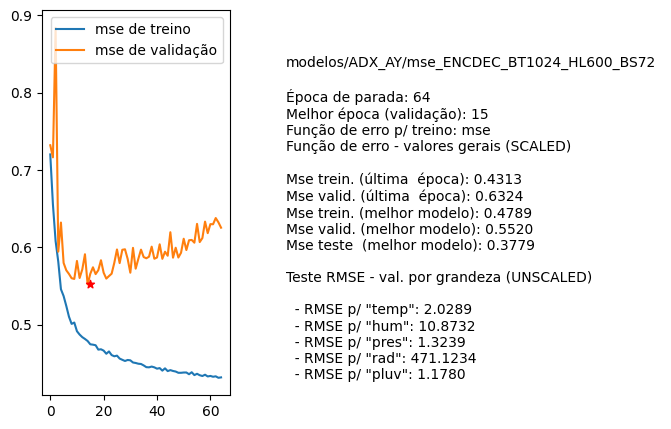 0.9
0.8
0.7
0.6
0.5
0
20
40
60
mse de treino
mse de validação
modelos/ADX_AY/mse_ENCDEC_BT1024_HL600_BS72
Época de parada: 64
Melhor época (validação): 15
Função de erro p/ treino: mse
Função de erro - valores gerais (SCALED)
Mse trein. (última  época): 0.4313
Mse valid. (última  época): 0.6324
Mse trein. (melhor modelo): 0.4789
Mse valid. (melhor modelo): 0.5520
Mse teste  (melhor modelo): 0.3779
Teste RMSE - val. por grandeza (UNSCALED)
- RMSE p/ "temp": 2.0289
- RMSE p/ "hum": 10.8732
- RMSE p/ "pres": 1.3239
- RMSE p/ "rad": 471.1234
- RMSE p/ "pluv": 1.1780